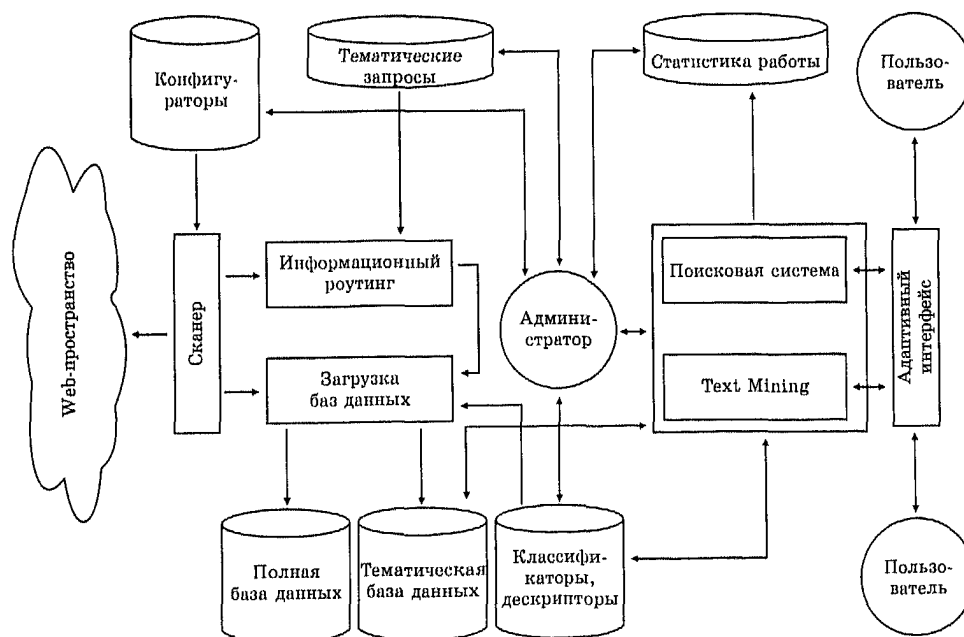 Конфигу-
раторы
Тематические
запросы
Статистика работы
Пользо-
ватель
Web-пространство
Сканер
Информационный
роутинг
Загрузка
баз данных
Админи-
стратор
Поисковая система
Text Mining
Адаптивный
интерфейс
Полная
база данных
Тематическая
база данных
Классифи-
каторы,
дескрипторы
Пользо-
ватель